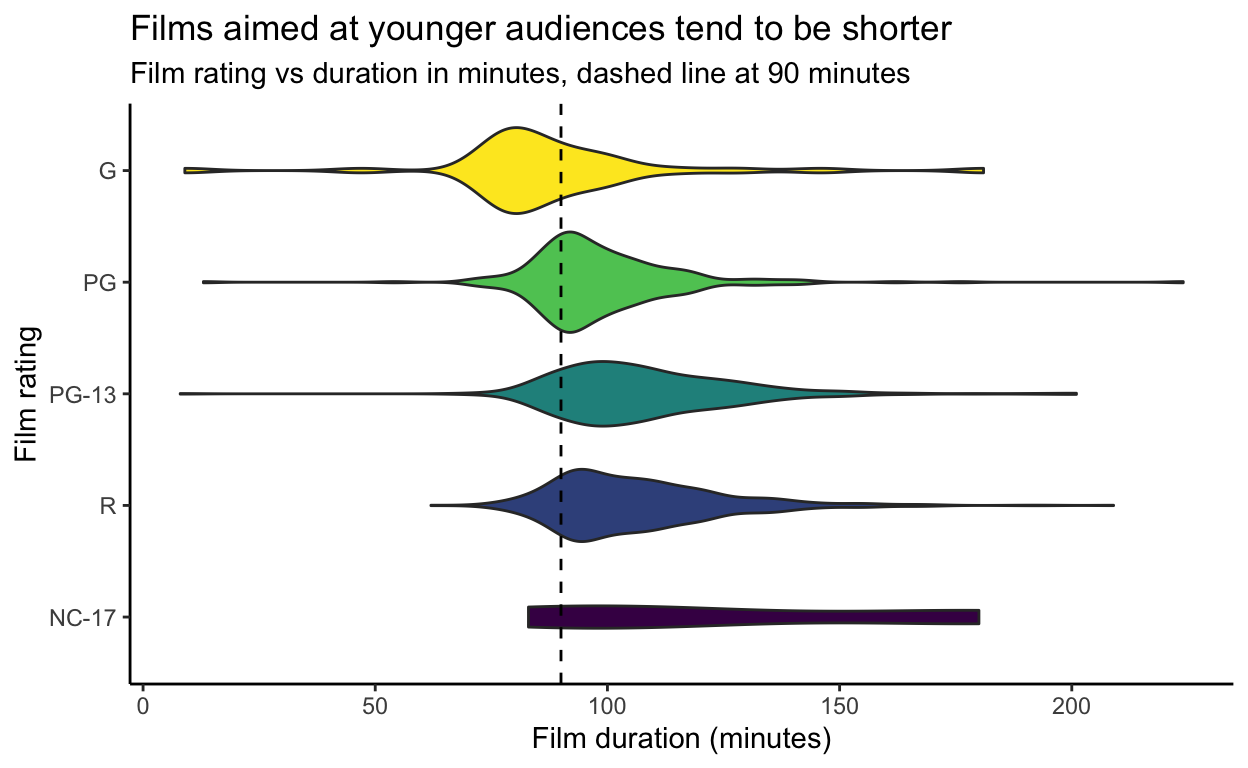 Films aimed at younger audiences tend to be shorter
Film rating vs duration in minutes, dashed line at 90 minutes
Film rating
G
PG
PG-13
R
NC-17
0 50 100 150 200
Film duration (minutes)